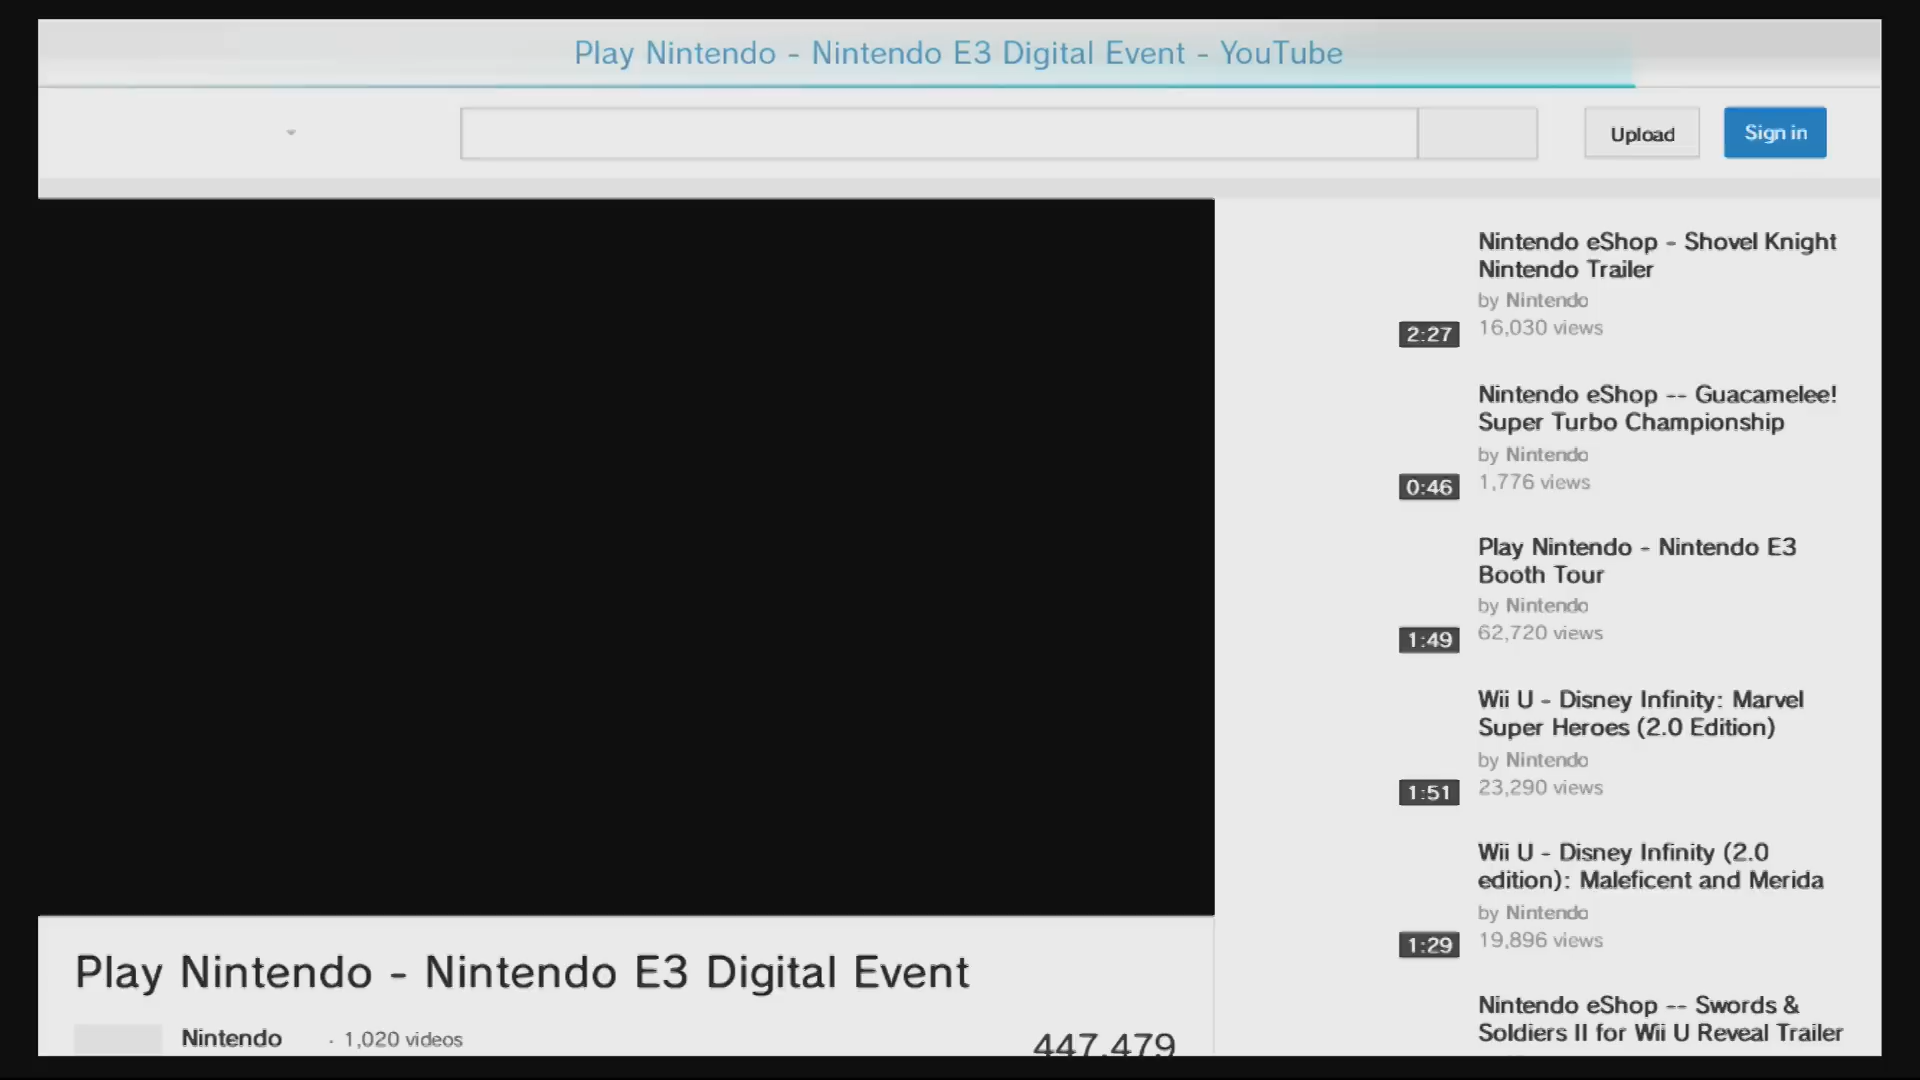 Play Nintendo - Nintendo E3 Digital Event - YouTube
Upload
Sign in
Nintendo eShop - Shovel Knight
Nintendo Trailer
by Nintendo
16,030 views
2:27
Nintendo eShop -- Guacamelee!
Super Turbo Championship
by Nintendo
1,776 views
0:46
Play Nintendo - Nintendo E3
Booth Tour
by Nintendo
62,720 views
1:49
Wii U - Disney Infinity: Marvel
Super Heroes (2.0 Edition)
by Nintendo
23,290 views
1:51
Wii U - Disney Infinity (2.0
edition): Maleficent and Merida
by Nintendo
19,896 views
1:29
Nintendo eShop -- Swords &
Soldiers II for Wii U Reveal Trailer
Play Nintendo - Nintendo E3 Digital Event
Nintendo · 1,020 videos
447,479